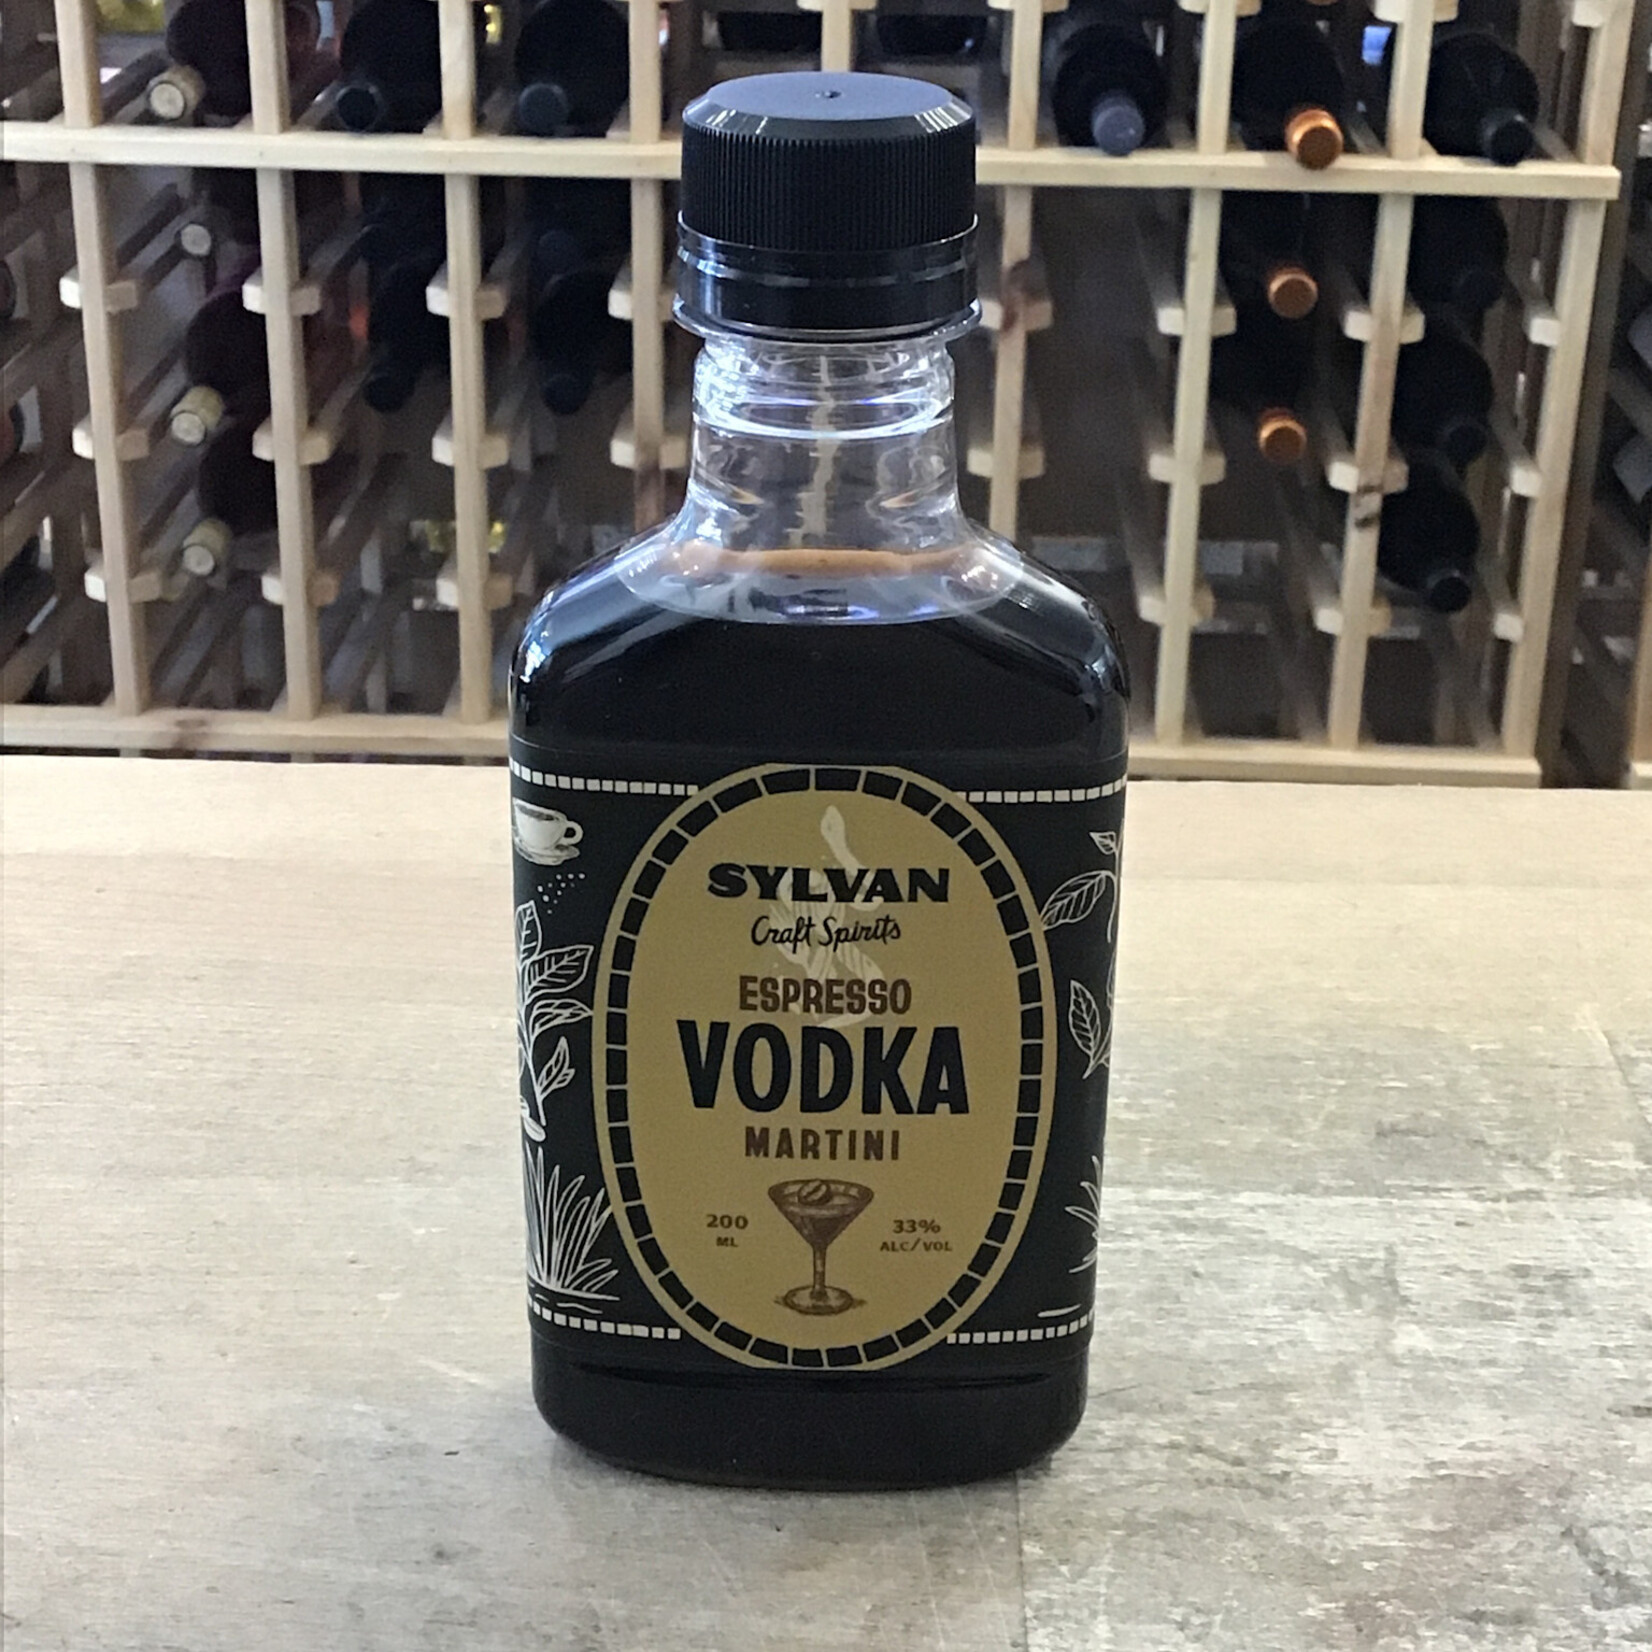 SYLVAN
Craft Spirits
ESPRESSO
VODKA
MARTINI
200
ML
33%
ALC/VOL